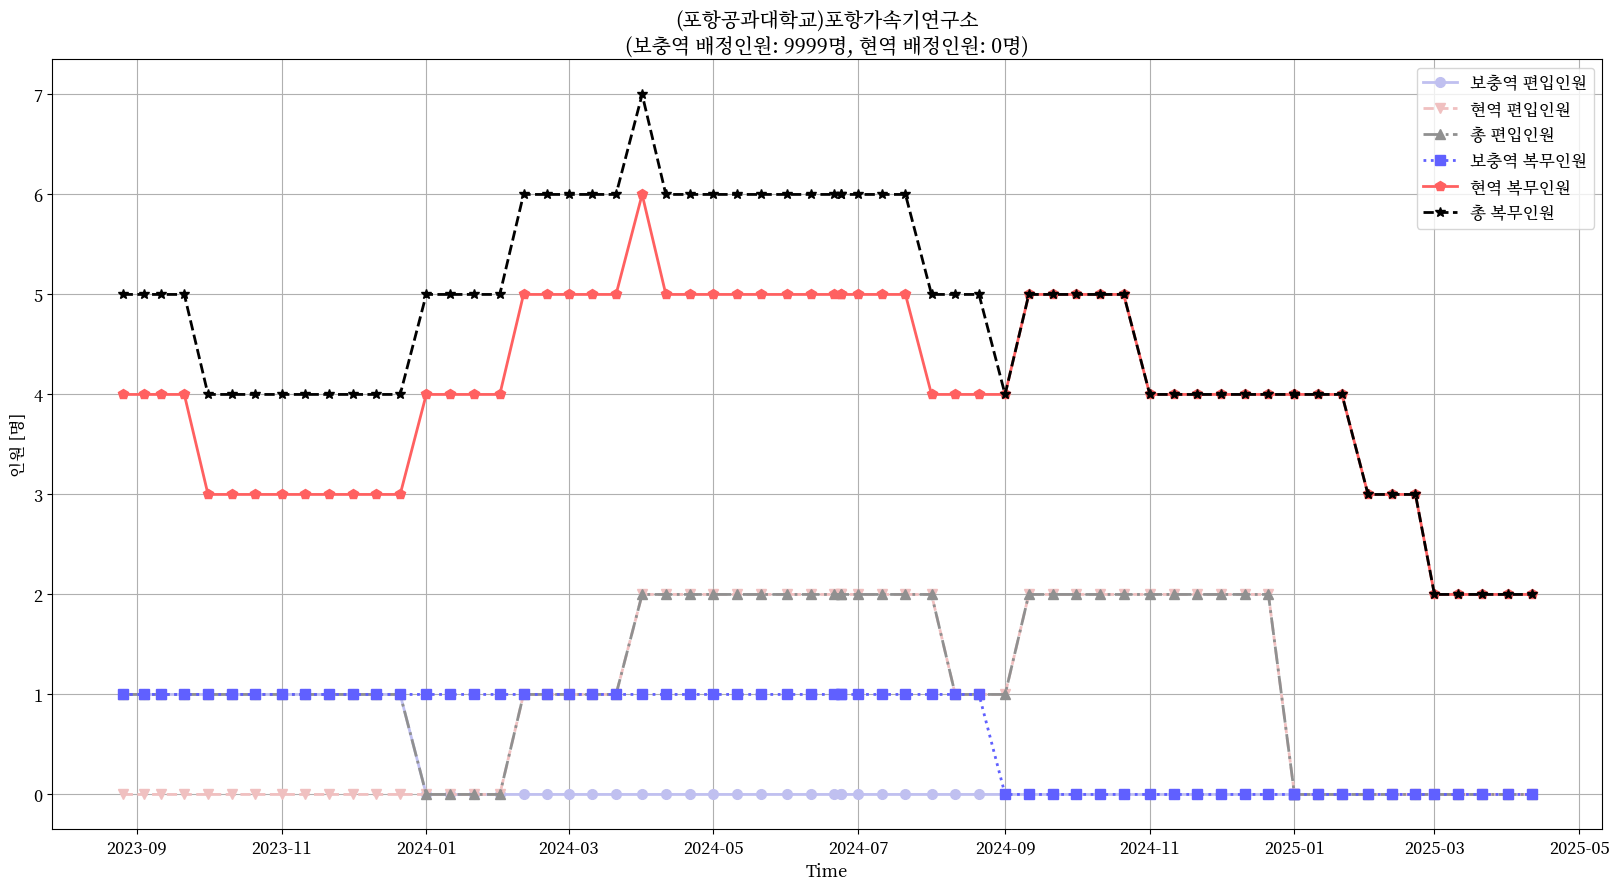 (포항공과대학교)포항가속기연구소
(보충역 배정인원: 9999명, 현역 배정인원: 0명)
보충역 편입인원
현역 편입인원
총 편입인원
보충역 복무인원
현역 복무인원
총 복무인원
인원 [명]
7
6
5
4
3
2
1
0
2023-09
2023-11
2024-01
2024-03
2024-05
2024-07
2024-09
2024-11
2025-01
2025-03
2025-05
Time